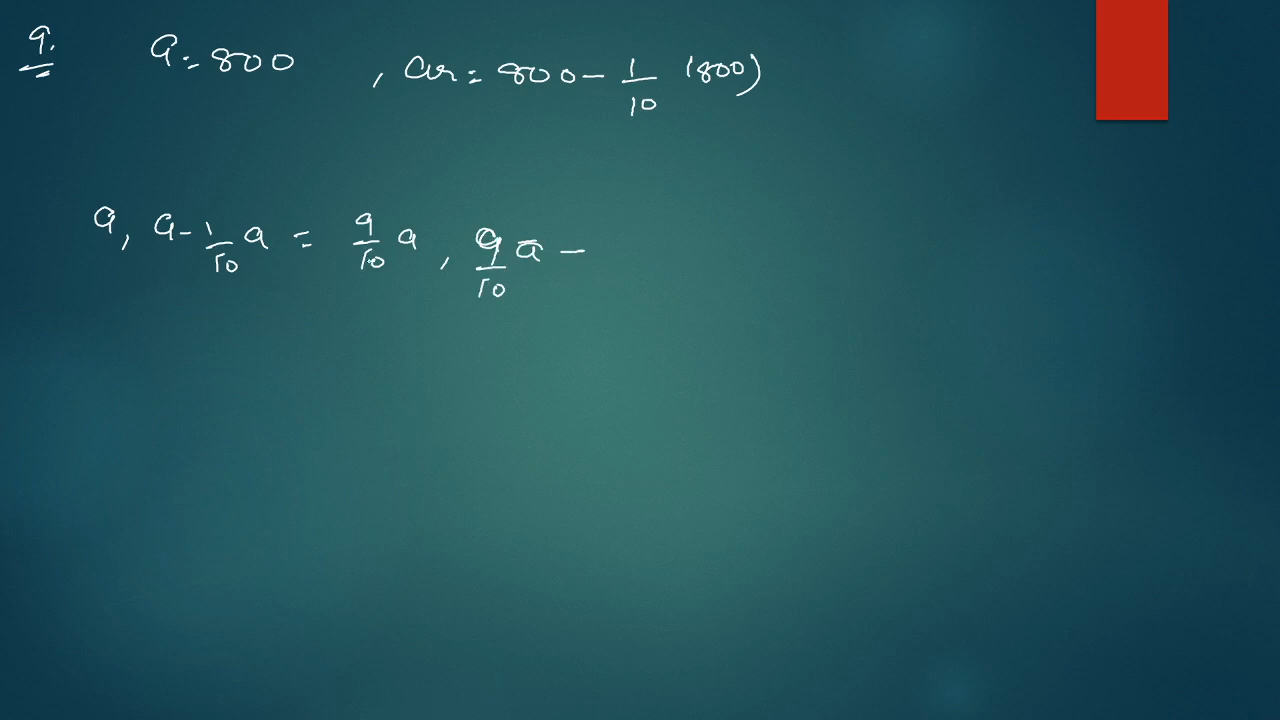 9. a = 800 , ar = 800 - 1/10 (800)
a, a - 1/10 a = 9/10 a , 9/10 a -